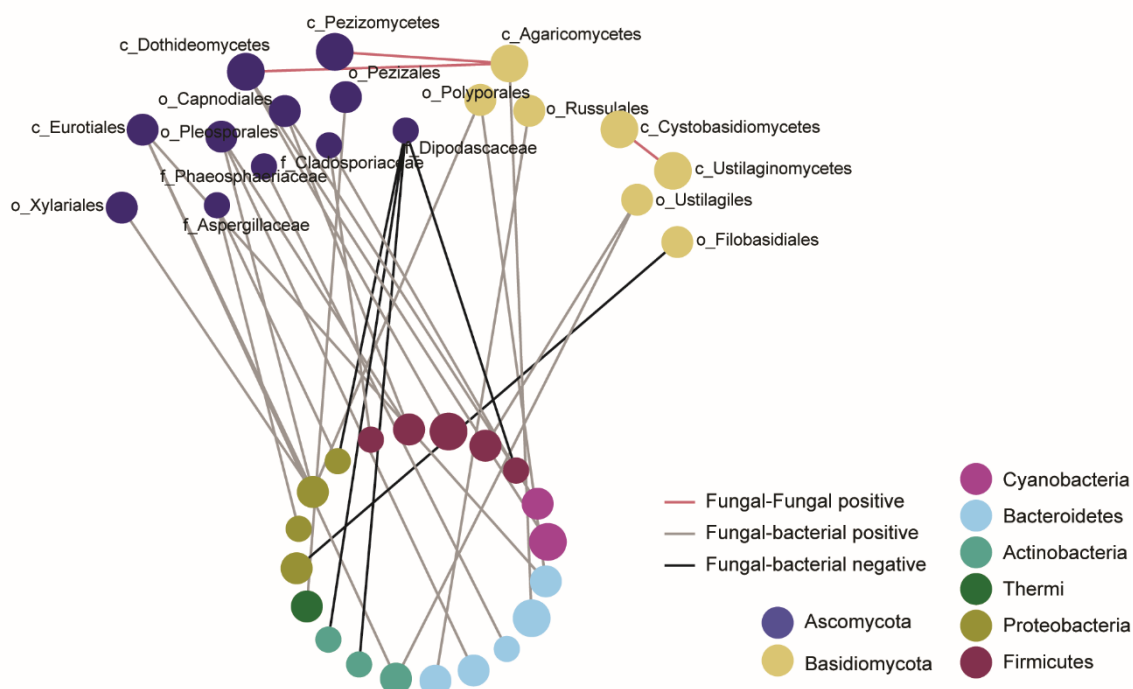 c_Pezizomycetes
c_Dothideomycetes
c_Agaricomycetes
o_Pezizales
o_Capnodiales
o_Polyporales
o_Russulales
c_Eurotiales
o_Pleosporales
c_Cystobasidiomycetes
f_Dipodascaceae
f_Cladosporiaceae
f_Phaeosphaeriaceae
c_Ustilaginomycetes
o_Xylariales
f_Aspergillaceae
o_Ustilagiles
o_Filobasidiales
Fungal-Fungal positive
Fungal-bacterial positive
Fungal-bacterial negative
Ascomycota
Basidiomycota
Cyanobacteria
Bacteroidetes
Actinobacteria
Thermi
Proteobacteria
Firmicutes